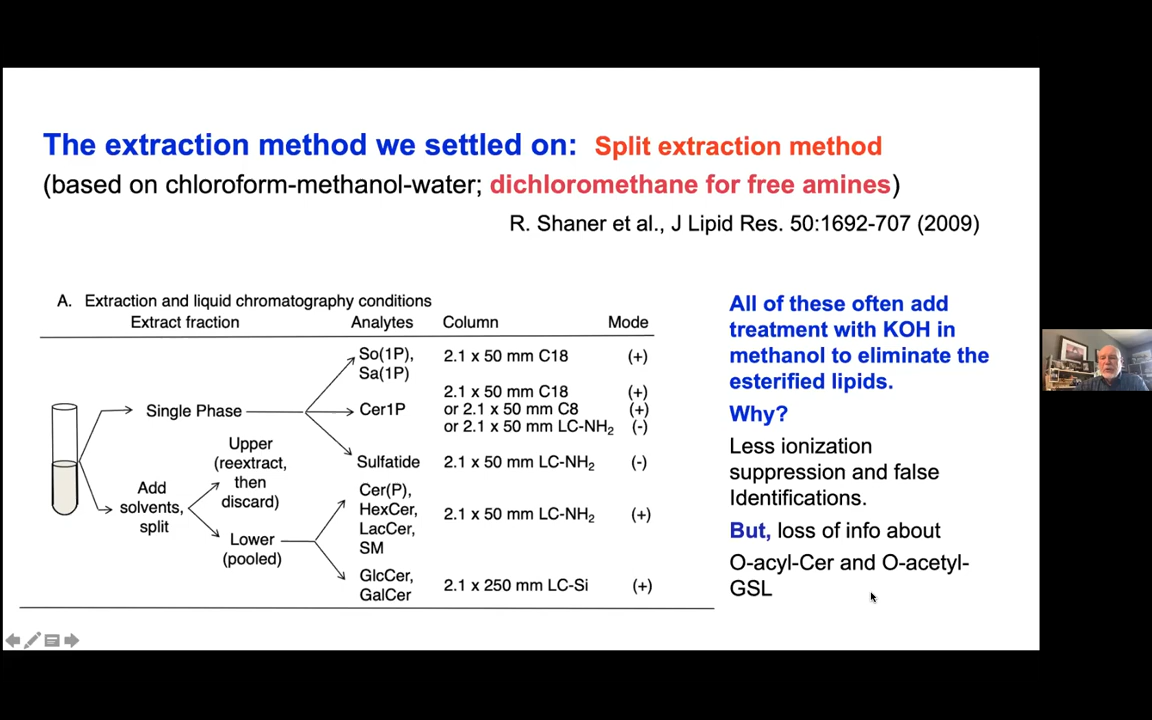 The extraction method we settled on: Split extraction method
(based on chloroform-methanol-water; dichloromethane for free amines)
R. Shaner et al., J Lipid Res. 50:1692-707 (2009)
A. Extraction and liquid chromatography conditions
Extract fraction Analytes Column Mode
So(1P),
Sa(1P)
2.1 x 50 mm C18 (+)
Single Phase
Cer1P
2.1 x 50 mm C18 (+)
or 2.1 x 50 mm C8 (+)
or 2.1 x 50 mm LC-NH₂ (-)
Sulfatide 2.1 x 50 mm LC-NH₂ (-)
Add
solvents,
split
Upper
(reextract,
then
discard)
Lower
(pooled)
Cer(P),
HexCer,
LacCer,
SM
2.1 x 50 mm LC-NH₂ (+)
GlcCer,
GalCer
2.1 x 250 mm LC-Si (+)
All of these often add
treatment with KOH in
methanol to eliminate the
esterified lipids.
Why?
Less ionization
suppression and false
Identifications.
But, loss of info about
O-acyl-Cer and O-acetyl-
GSL